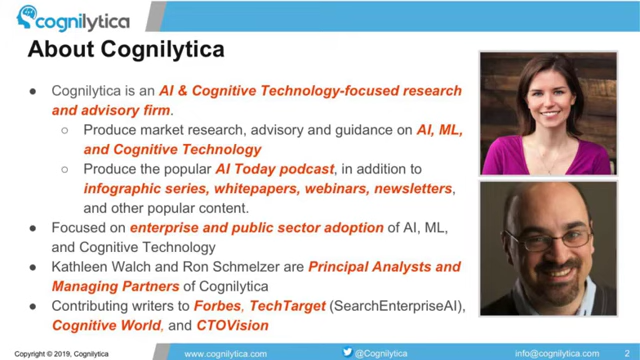 cognilytica
About Cognilytica
● Cognilytica is an AI & Cognitive Technology-focused research
and advisory firm.
○ Produce market research, advisory and guidance on AI, ML,
and Cognitive Technology
○ Produce the popular AI Today podcast, in addition to
infographic series, whitepapers, webinars, newsletters,
and other popular content.
● Focused on enterprise and public sector adoption of AI, ML,
and Cognitive Technology
● Kathleen Walch and Ron Schmelzer are Principal Analysts and
Managing Partners of Cognilytica
● Contributing writers to Forbes, TechTarget (SearchEnterpriseAI),
Cognitive World, and CTOVision
Copyright © 2019, Cognilytica www.cognilytica.com @Cognilytica info@cognilytica.com 2